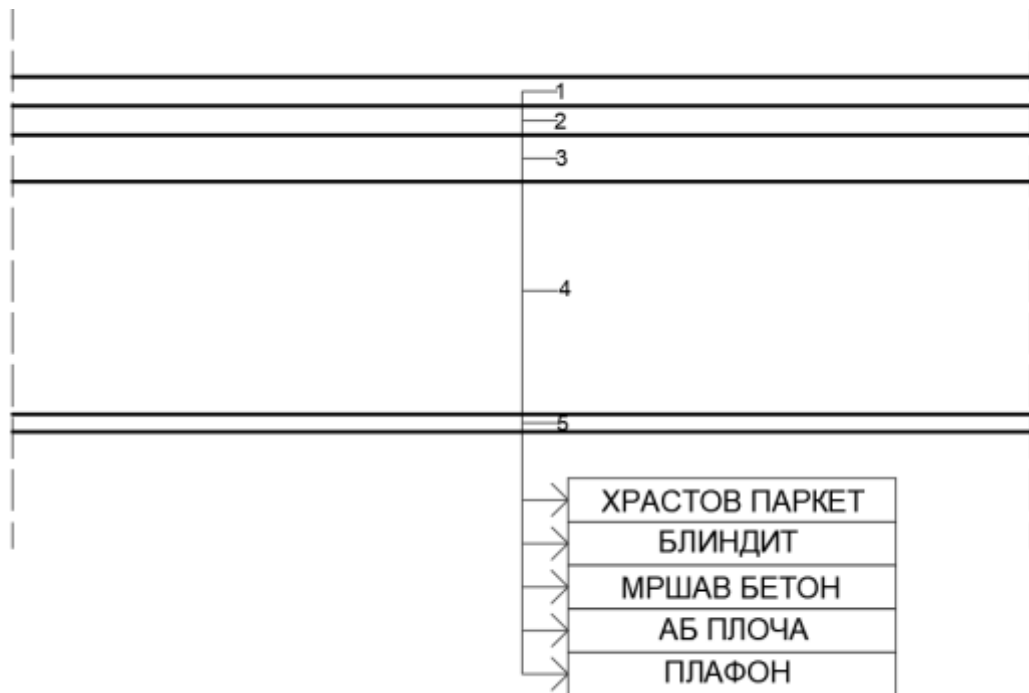 1
2
3
4
5
ХРАСТОВ ПАРКЕТ
БЛИНДИТ
МРШАВ БЕТОН
АБ ПЛОЧА
ПЛАФОН